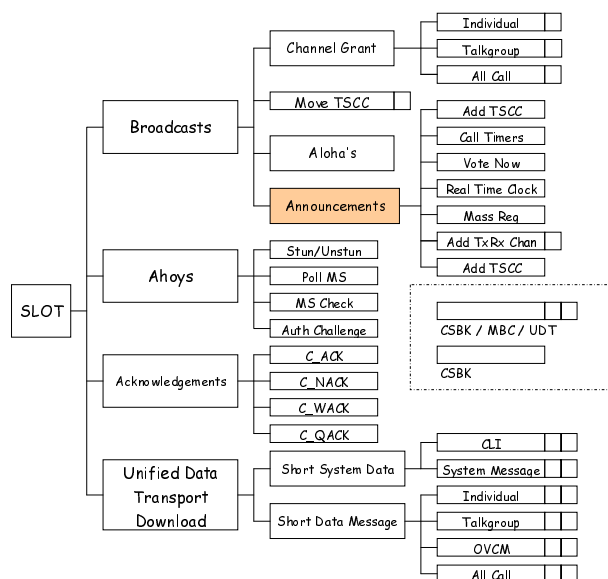 SLOT
Broadcasts
Channel Grant
Individual
Talkgroup
All Call
Move TSCC
Aloha's
Announcements
Add TSCC
Call Timers
Vote Now
Real Time Clock
Mass Reg
Add TxRx Chan
Add TSCC
Ahoys
Stun/Unstun
Poll MS
MS Check
Auth Challenge
Acknowledgements
C_ACK
C_NACK
C_WACK
C_QACK
Unified Data
Transport
Download
Short System Data
CLI
System Message
Short Data Message
Individual
Talkgroup
OVCM
All Call
CSBK / MBC / UDT
CSBK